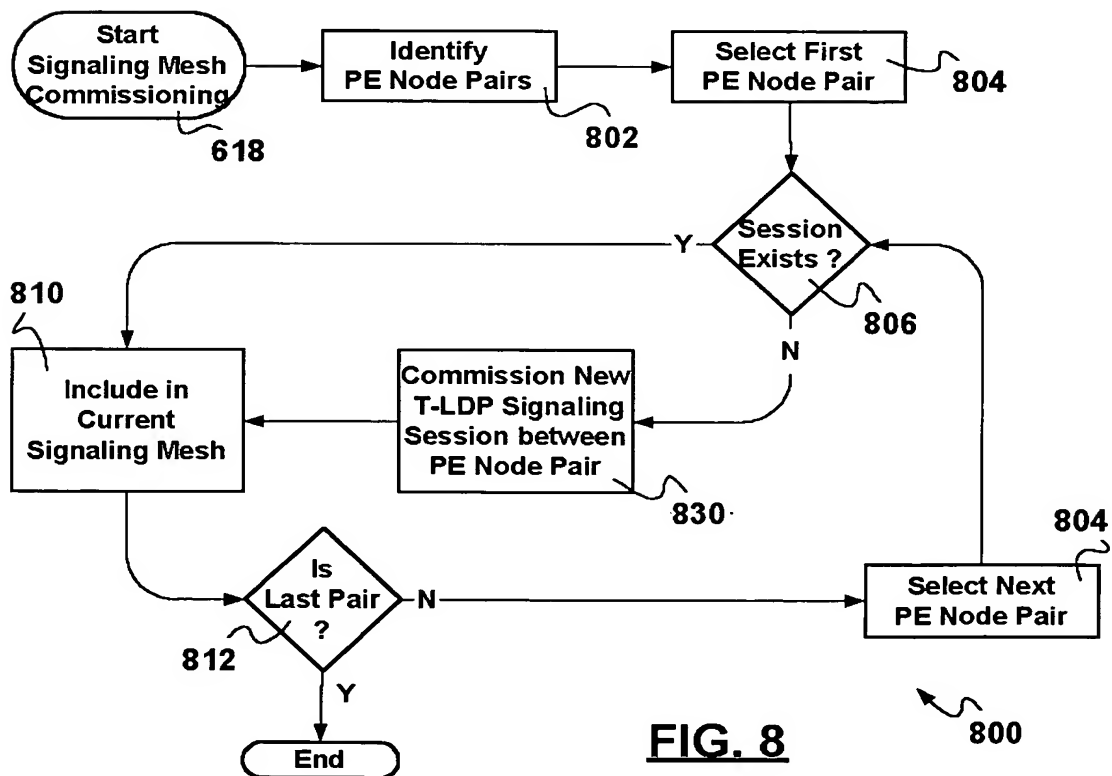 Start
Signaling Mesh
Commissioning
618
Identify
PE Node Pairs
802
Select First
PE Node Pair
804
Session
Exists ?
806
Y
N
810
Include in
Current
Signaling Mesh
Commission New
T-LDP Signaling
Session between
PE Node Pair
830
804
Select Next
PE Node Pair
Is
Last Pair
?
812
N
Y
End
FIG. 8
800